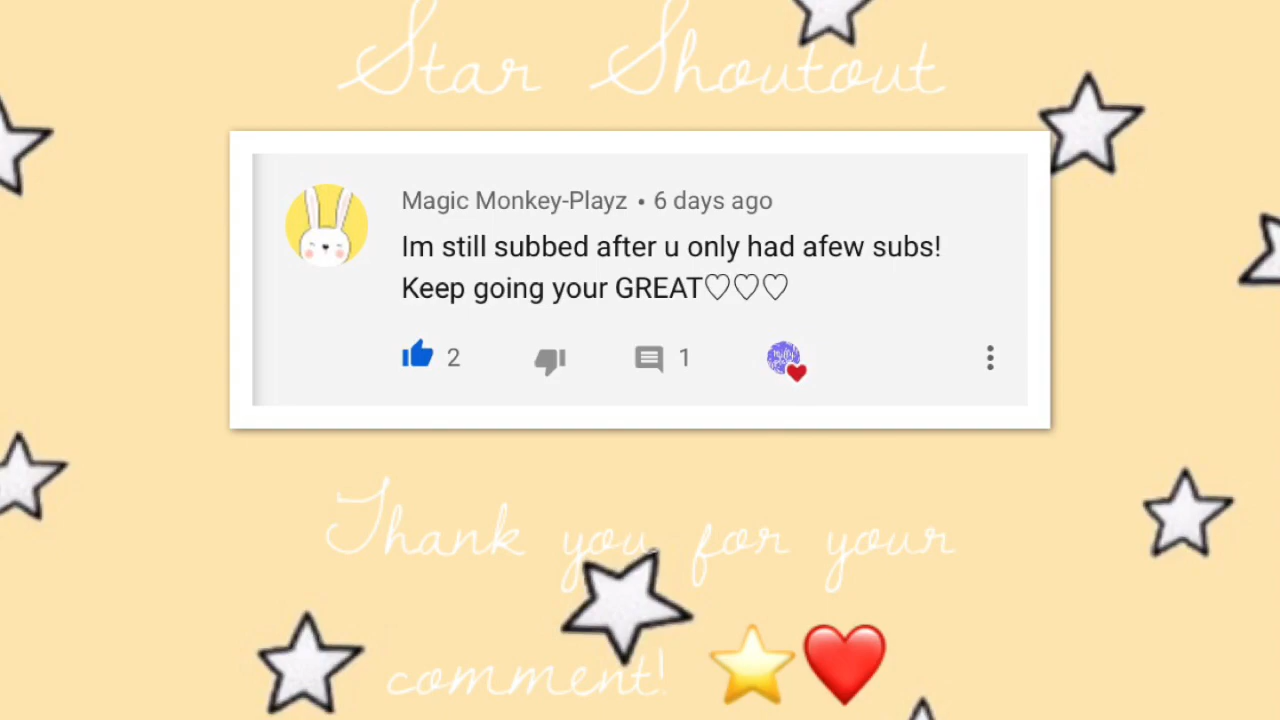 Star Shoutout
Magic Monkey-Playz • 6 days ago
Im still subbed after u only had afew subs!
Keep going your GREAT♡♡♡
2
1
Thank you for your
comment! ⭐❤️